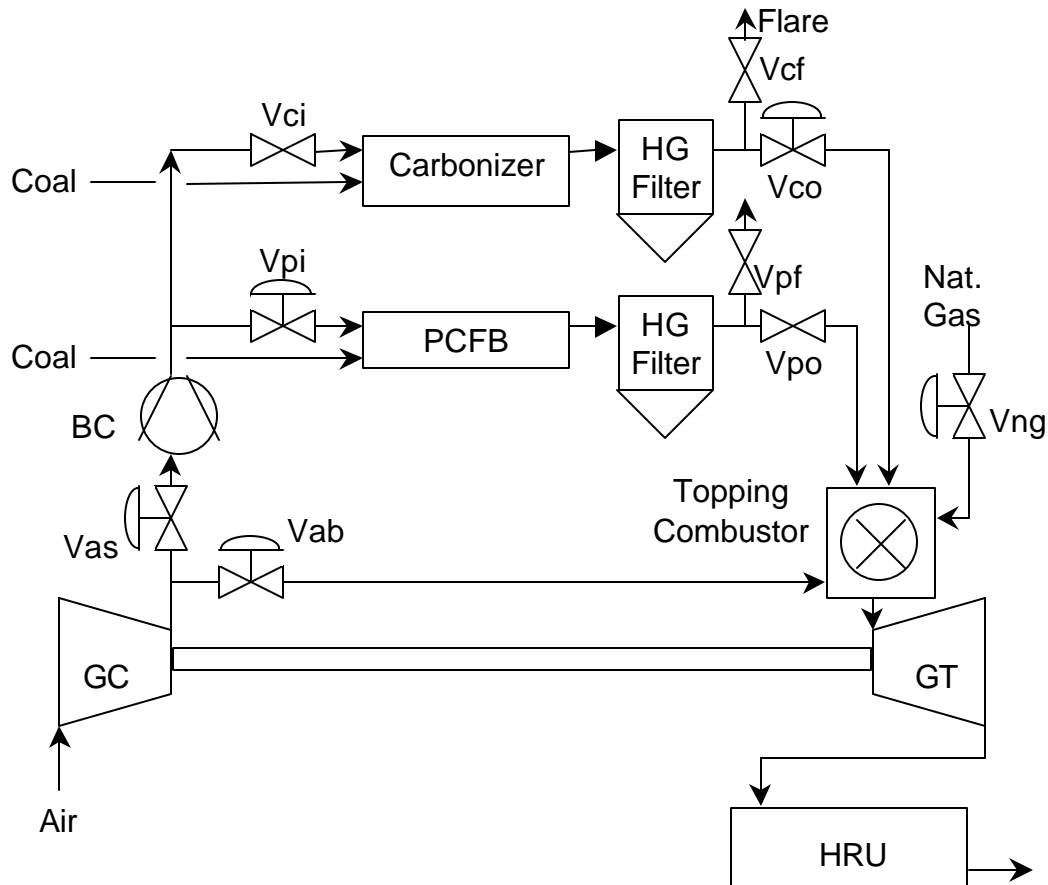 Flare
Vcf
Vci
Carbonizer
HG
Filter
Coal
Vco
Vpi
Vpf
Nat.
Gas
PCFB
HG
Filter
Coal
Vpo
BC
Vng
Topping
Combustor
Vas
Vab
GC
GT
Air
HRU